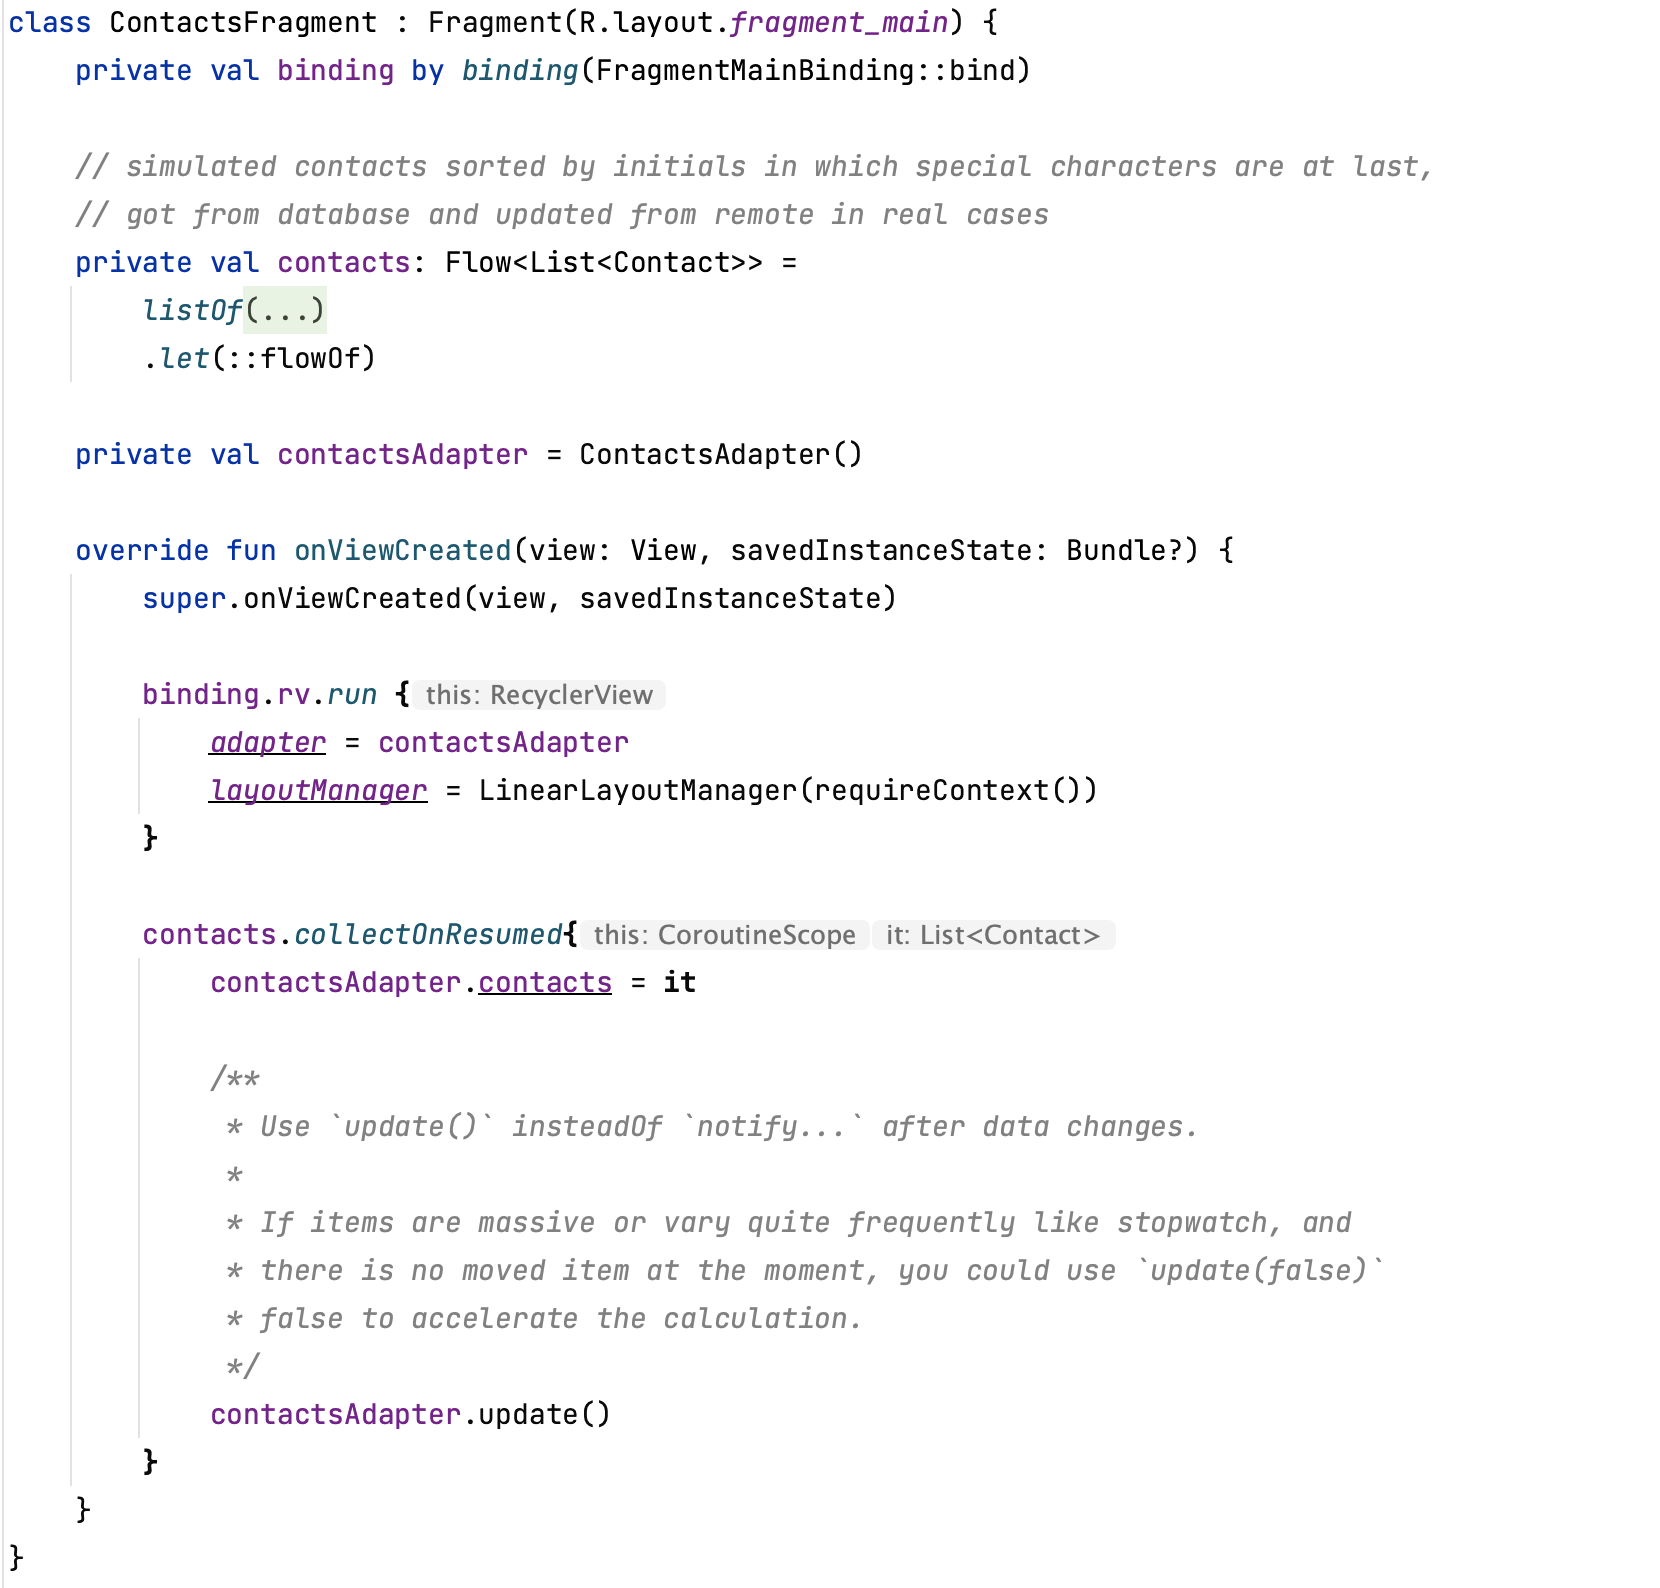 class ContactsFragment : Fragment(R.layout.fragment_main) {
    private val binding by binding(FragmentMainBinding::bind)

    // simulated contacts sorted by initials in which special characters are at last,
    // got from database and updated from remote in real cases
    private val contacts: Flow<List<Contact>> =
        listOf(...)
        .let(::flowOf)

    private val contactsAdapter = ContactsAdapter()

    override fun onViewCreated(view: View, savedInstanceState: Bundle?) {
        super.onViewCreated(view, savedInstanceState)

        binding.rv.run { this: RecyclerView
            adapter = contactsAdapter
            layoutManager = LinearLayoutManager(requireContext())
        }

        contacts.collectOnResumed{ this: CoroutineScope it: List<Contact>
            contactsAdapter.contacts = it

            /**
             * Use `update()` insteadOf `notify...` after data changes.
             *
             * If items are massive or vary quite frequently like stopwatch, and
             * there is no moved item at the moment, you could use `update(false)`
             * false to accelerate the calculation.
             */
            contactsAdapter.update()
        }
    }
}